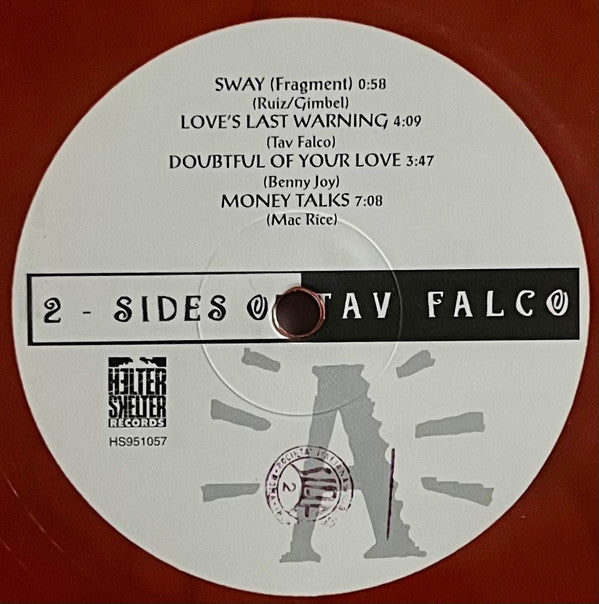 SWAY (Fragment) 0:58
(Ruiz/Gimbel)
LOVE'S LAST WARNING 4:09
(Tav Falco)
DOUBTFUL OF YOUR LOVE 3:47
(Benny Joy)
MONEY TALKS 7:08
(Mac Rice)
2 - SIDES OF TAV FALCO
HELTER
SKELTER
RECORDS
HS951057
A
SIAE
2